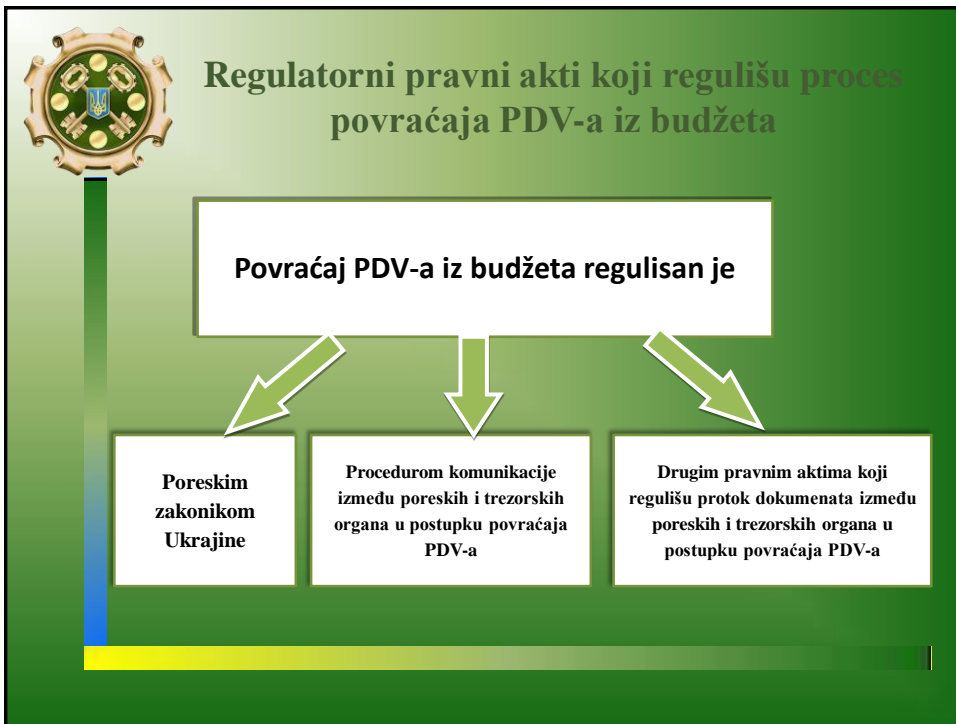 Regulatorni pravni akti koji regulišu proces
povraćaja PDV-a iz budžeta
Povraćaj PDV-a iz budžeta regulisan je
Poreskim
zakonikom
Ukrajine
Procedurom komunikacije
između poreskih i trezorskih
organa u postupku povraćaja
PDV-a
Drugim pravnim aktima koji
regulišu protok dokumenata između
poreskih i trezorskih organa u
postupku povraćaja PDV-a